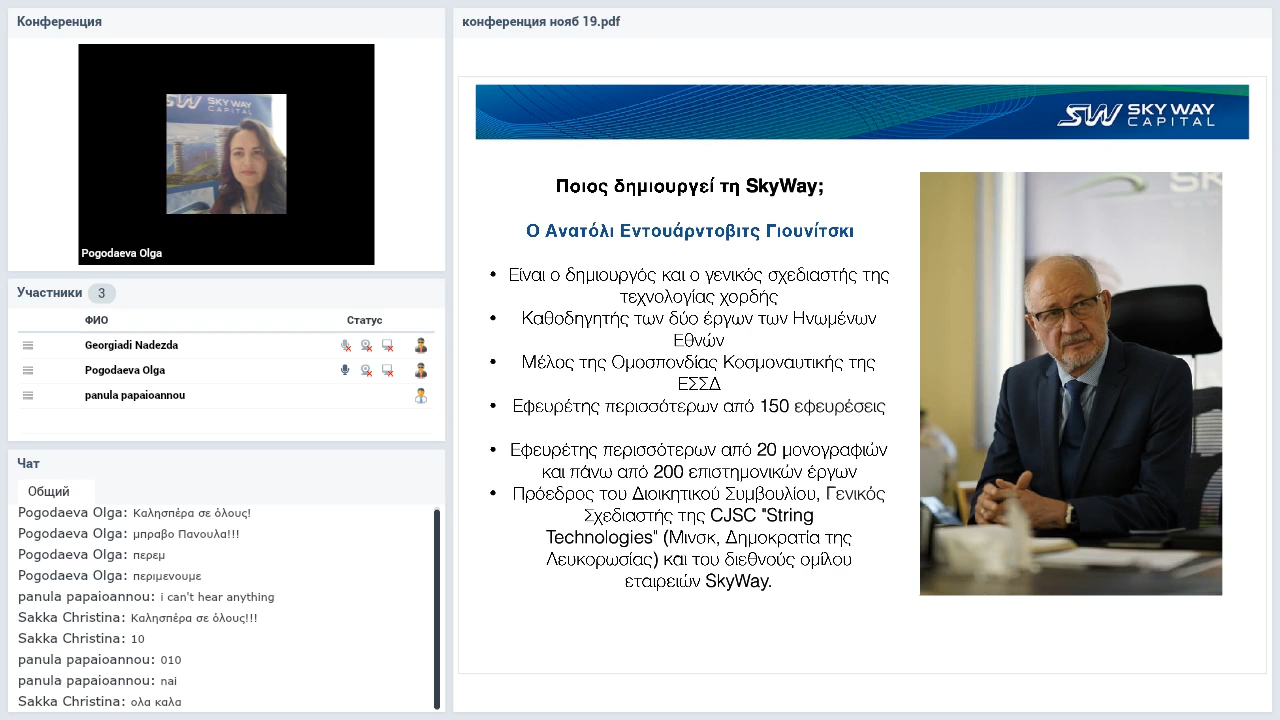 Конференция
SKY WAY
CAPITAL
Pogodaeva Olga
Участники 3
ФИО Статус
Georgiadi Nadezda
Pogodaeva Olga
panula papaioannou
Чат
Общий
Pogodaeva Olga: Καλησπέρα σε όλους!
Pogodaeva Olga: μπραβο Πανουλα!!!
Pogodaeva Olga: περεμ
Pogodaeva Olga: περιμενουμε
panula papaioannou: i can't hear anything
Sakka Christina: Καλησπέρα σε όλους!!!
Sakka Christina: 10
panula papaioannou: 010
panula papaioannou: nai
Sakka Christina: ολα καλα
конференция нояб 19.pdf
SW SKY WAY
CAPITAL
Ποιος δημιουργεί τη SkyWay;
Ο Ανατόλι Εντουάρντοβιτς Γιουνίτσκι
• Είναι ο δημιουργός και ο γενικός σχεδιαστής της
τεχνολογίας χορδής
• Καθοδηγητής των δύο έργων των Ηνωμένων
Εθνών
• Μέλος της Ομοσπονδίας Κοσμοναυτικής της
ΕΣΣΔ
• Εφευρέτης περισσότερων από 150 εφευρέσεις
• Εφευρέτης περισσότερων από 20 μονογραφιών
και πάνω από 200 επιστημονικών έργων
• Πρόεδρος του Διοικητικού Συμβουλίου, Γενικός
Σχεδιαστής της CJSC "String
Technologies" (Μινσκ, Δημοκρατία της
Λευκορωσίας) και του διεθνούς ομίλου
εταιρειών SkyWay.